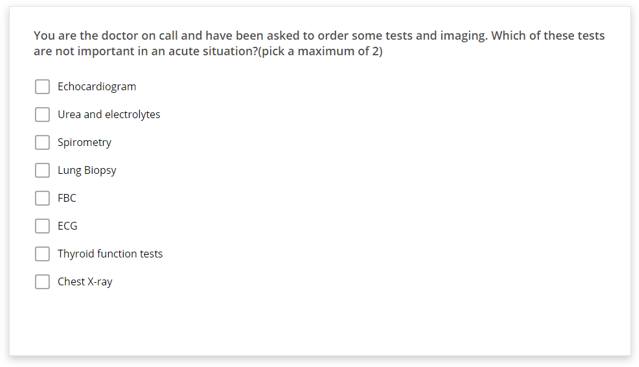 You are the doctor on call and have been asked to order some tests and imaging. Which of these tests
are not important in an acute situation?(pick a maximum of 2)
Echocardiogram
Urea and electrolytes
Spirometry
Lung Biopsy
FBC
ECG
Thyroid function tests
Chest X-ray